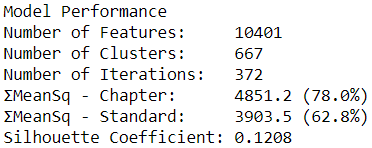 Model Performance
Number of Features: 10401
Number of Clusters: 667
Number of Iterations: 372
ΣMeanSq - Chapter: 4851.2 (78.0%)
ΣMeanSq - Standard: 3903.5 (62.8%)
Silhouette Coefficient: 0.1208